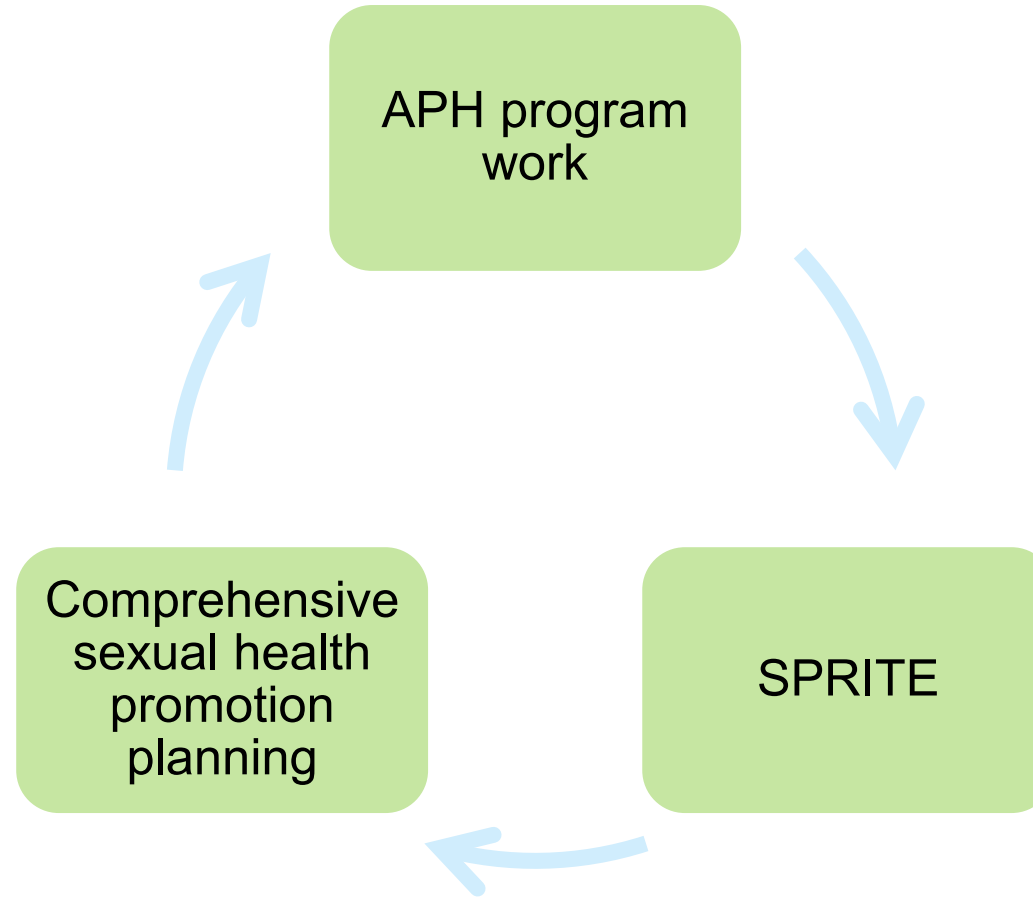 APH program
work
Comprehensive
sexual health
promotion
planning
SPRITE